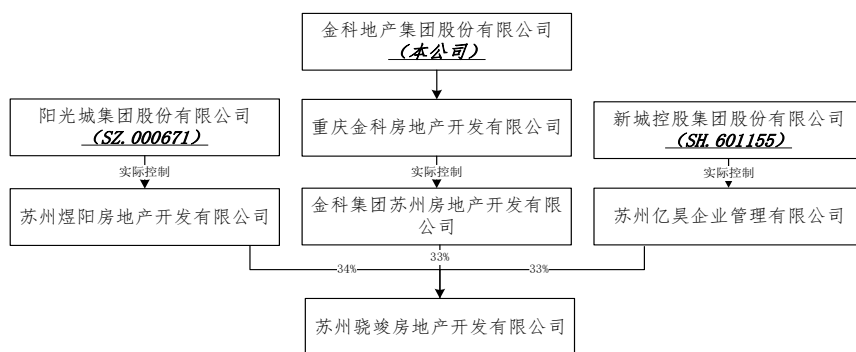 金科地产集团股份有限公司
（本公司）
阳光城集团股份有限公司
（SZ.000671）
重庆金科房地产开发有限公司
新城控股集团股份有限公司
（SH.601155）
实际控制
实际控制
实际控制
苏州煜阳房地产开发有限公司
金科集团苏州房地产开发有限
公司
苏州亿昊企业管理有限公司
34%
33%
33%
苏州骁竣房地产开发有限公司